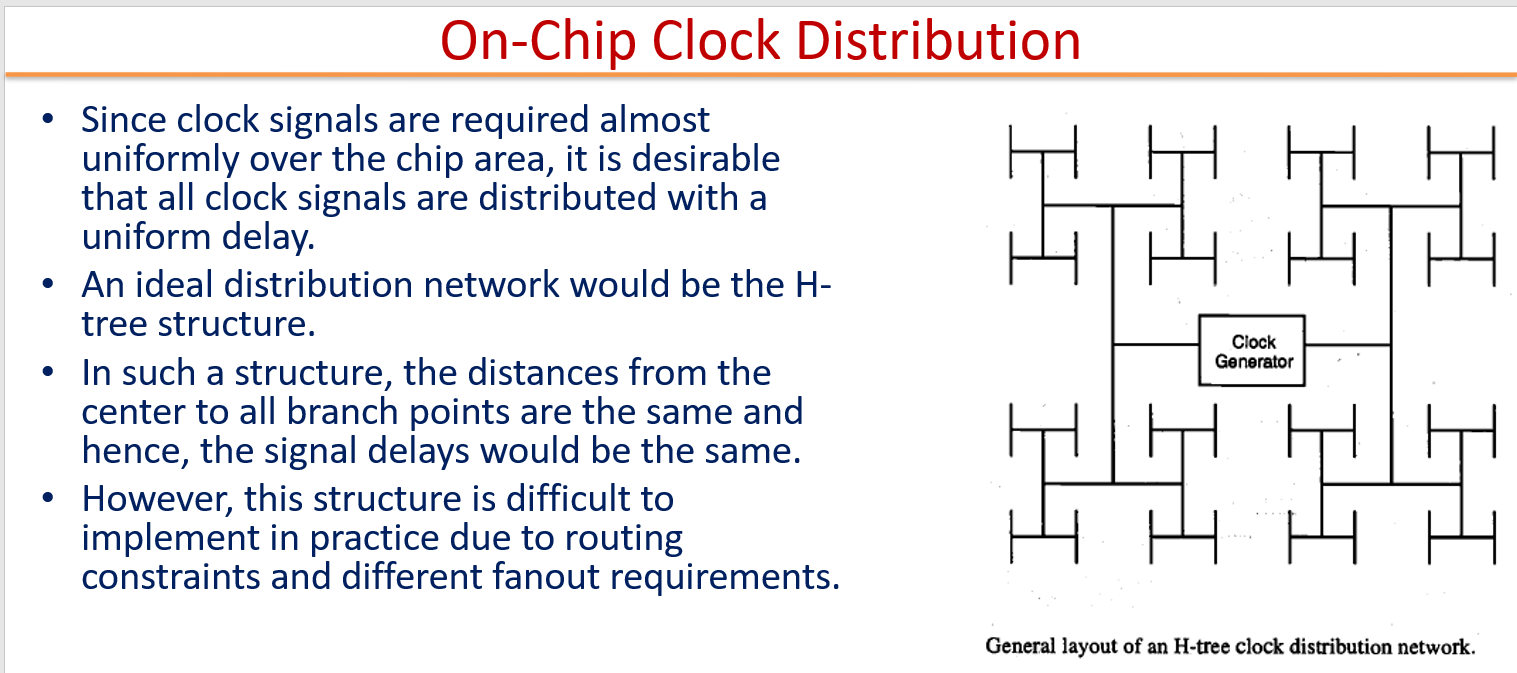 On-Chip Clock Distribution
• Since clock signals are required almost
uniformly over the chip area, it is desirable
that all clock signals are distributed with a
uniform delay.
• An ideal distribution network would be the H-
tree structure.
• In such a structure, the distances from the
center to all branch points are the same and
hence, the signal delays would be the same.
• However, this structure is difficult to
implement in practice due to routing
constraints and different fanout requirements.
Clock
Generator
General layout of an H-tree clock distribution network.